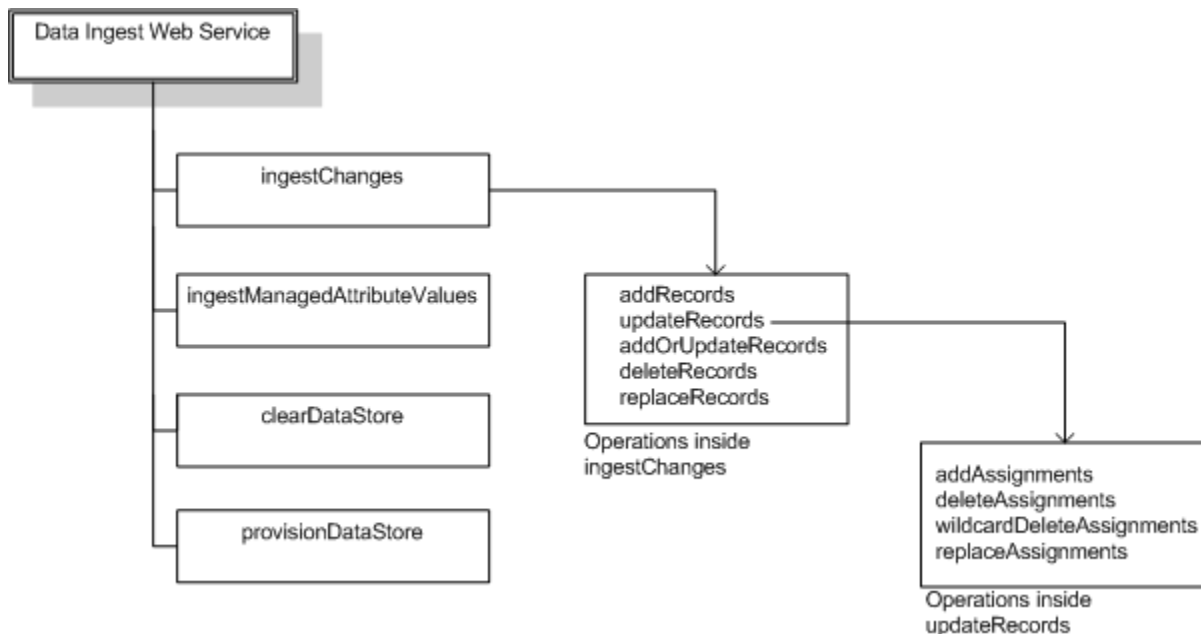 Data Ingest Web Service
ingestChanges
ingestManagedAttributeValues
clearDataStore
provisionDataStore
addRecords
updateRecords
addOrUpdateRecords
deleteRecords
replaceRecords
Operations inside
ingestChanges
addAssignments
deleteAssignments
wildcardDeleteAssignments
replaceAssignments
Operations inside
updateRecords